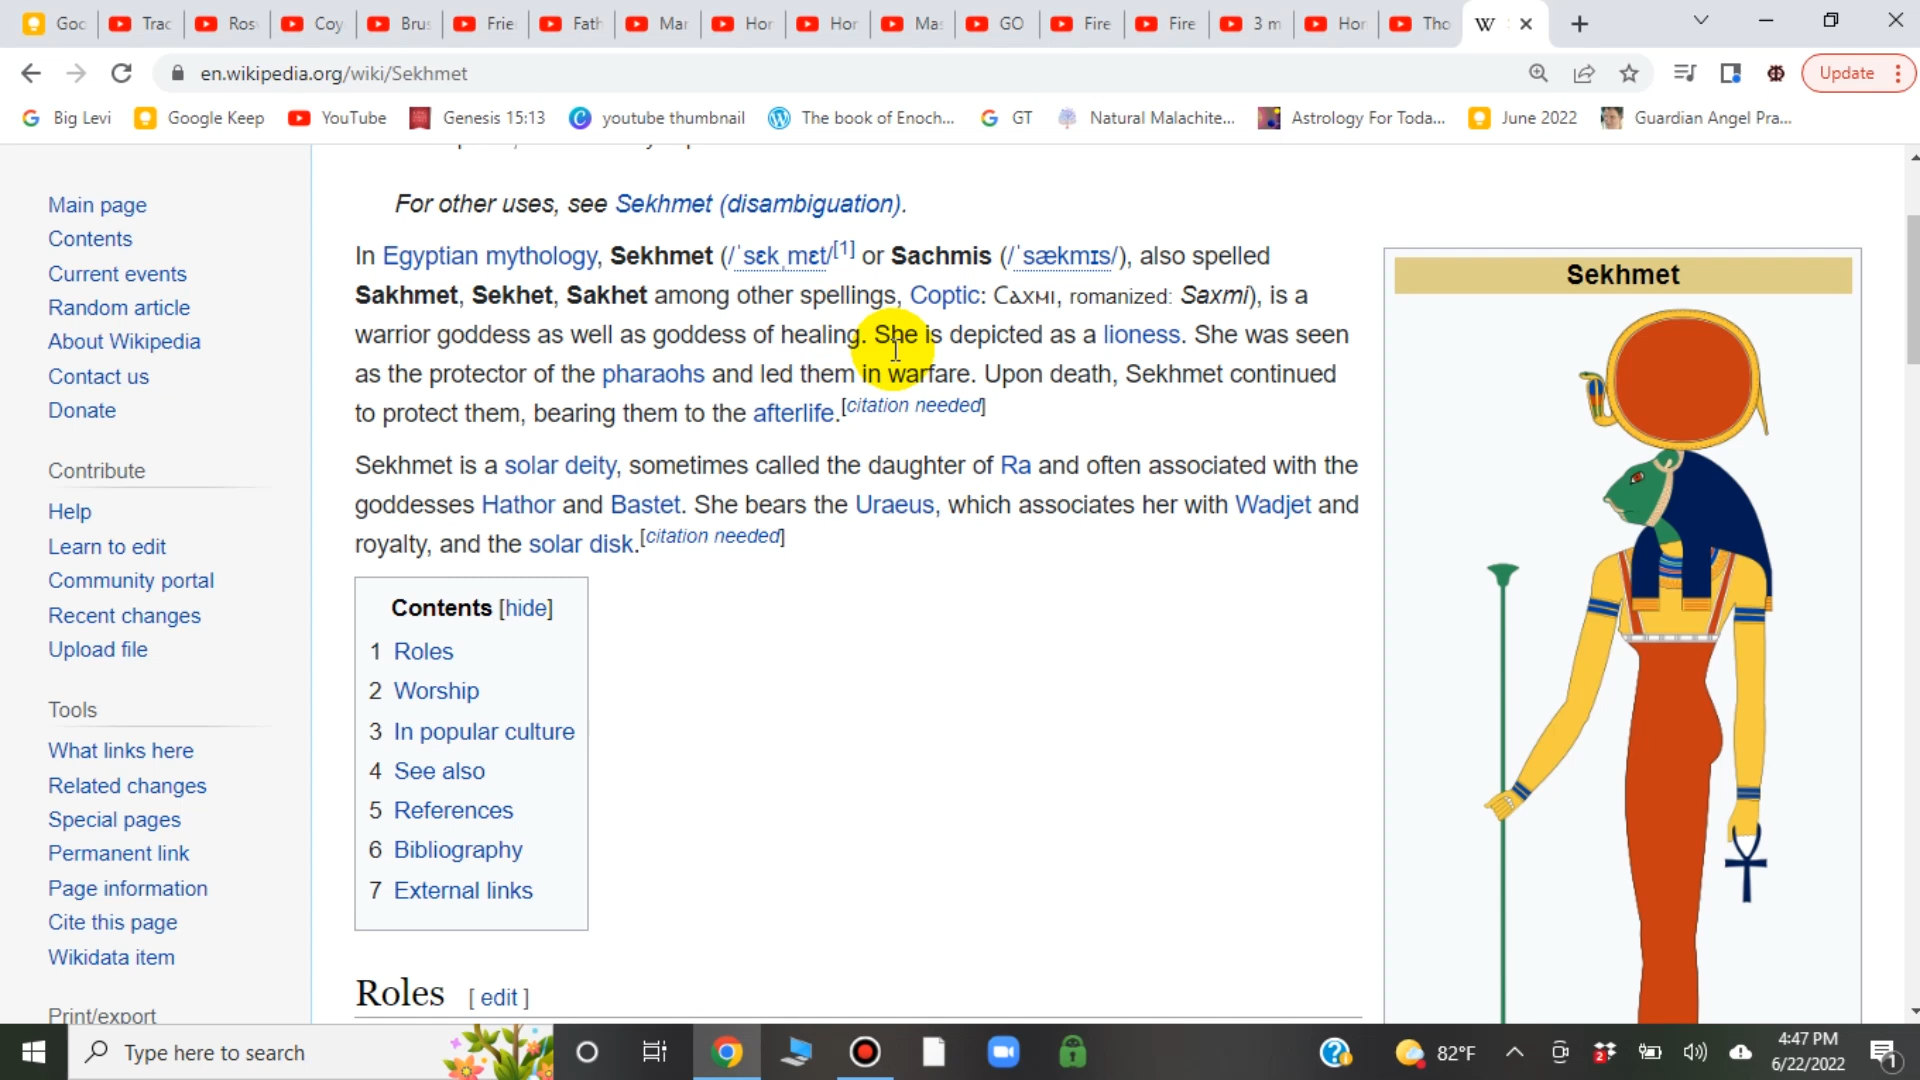 Goo
Trac
Ros
Coy
Brus
Frie
Fath
Mar
Hor
Hor
Mas
GO
Fire
Fire
3 m
Hor
Tho
en.wikipedia.org/wiki/Sekhmet
Update
Big Levi
Google Keep
YouTube
Genesis 15:13
youtube thumbnail
The book of Enoch...
GT
Natural Malachite...
Astrology For Toda...
June 2022
Guardian Angel Pra...
Main page
Contents
Current events
Random article
About Wikipedia
Contact us
Donate
Contribute
Help
Learn to edit
Community portal
Recent changes
Upload file
Tools
What links here
Related changes
Special pages
Permanent link
Page information
Cite this page
Wikidata item
Print/export
For other uses, see Sekhmet (disambiguation).
In Egyptian mythology, Sekhmet (/ˈsɛkˌmɛt/[1] or Sachmis (/ˈsækmɪs/), also spelled
Sakhmet, Sekhet, Sakhet among other spellings, Coptic: Ⲥⲁⲭⲙⲓ, romanized: Saxmi), is a
warrior goddess as well as goddess of healing. She is depicted as a lioness. She was seen
as the protector of the pharaohs and led them in warfare. Upon death, Sekhmet continued
to protect them, bearing them to the afterlife.[citation needed]
Sekhmet is a solar deity, sometimes called the daughter of Ra and often associated with the
goddesses Hathor and Bastet. She bears the Uraeus, which associates her with Wadjet and
royalty, and the solar disk.[citation needed]
Contents [hide]
1 Roles
2 Worship
3 In popular culture
4 See also
5 References
6 Bibliography
7 External links
Roles [ edit ]
Sekhmet
Type here to search
82°F
2
4:47 PM
6/22/2022
1